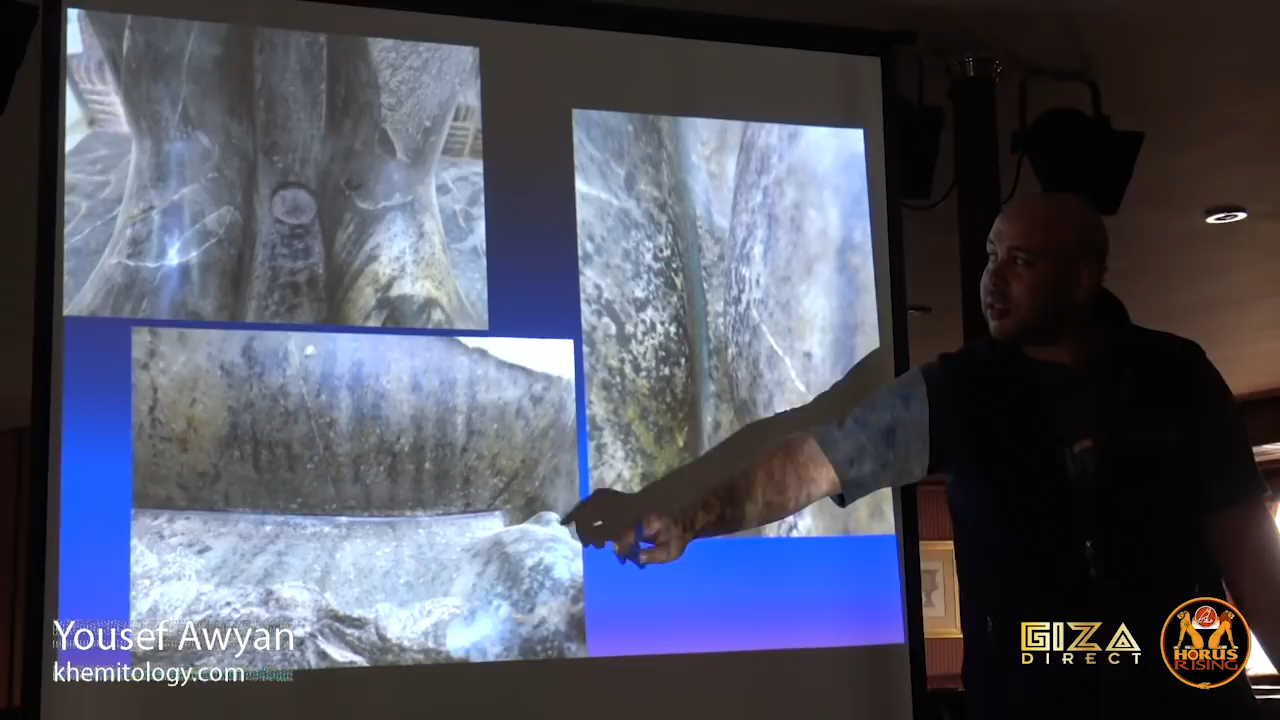 Yousef Awyan
khemitology.com
GIZA
DIRECT
HORUS
RISING